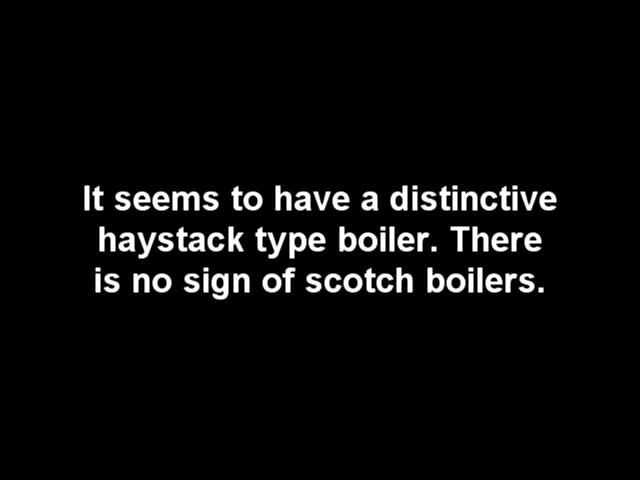 It seems to have a distinctive
haystack type boiler. There
is no sign of scotch boilers.